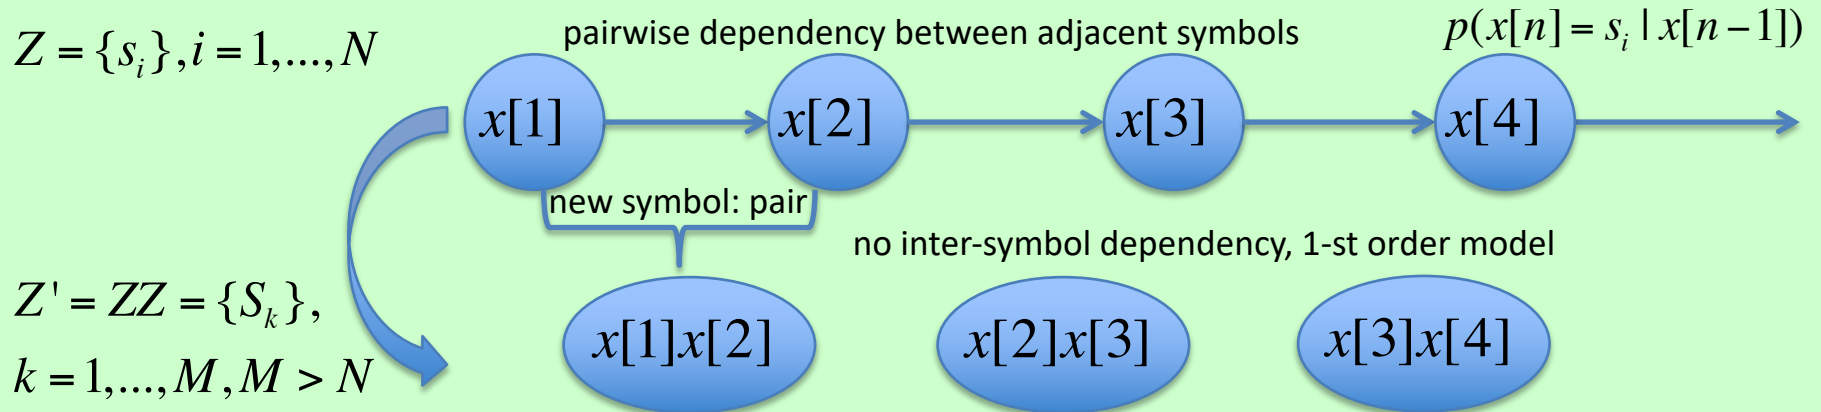 Z = {s_i}, i = 1,..., N
pairwise dependency between adjacent symbols
p(x[n] = s_i | x[n − 1])
x[1]
x[2]
x[3]
x[4]
new symbol: pair
no inter-symbol dependency, 1-st order model
Z' = ZZ = {S_k},
k = 1,..., M, M > N
x[1]x[2]
x[2]x[3]
x[3]x[4]